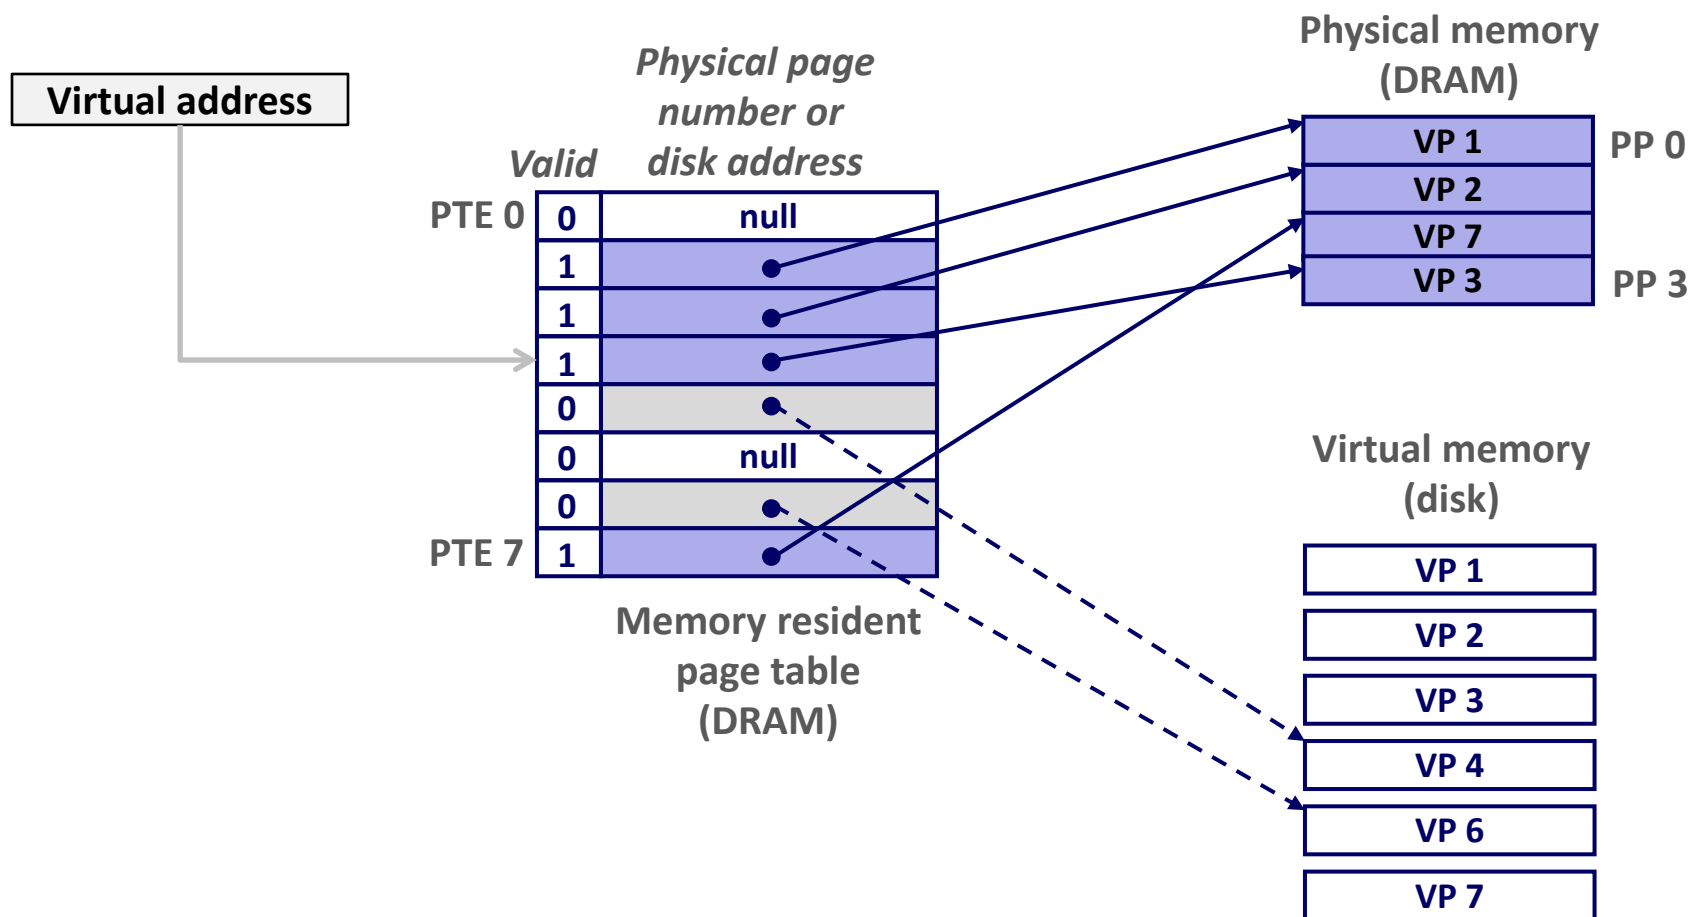 Virtual address
Physical page
number or
disk address
Valid
PTE 0
0
null
1
1
1
0
0
null
0
PTE 7
1
Memory resident
page table
(DRAM)
Physical memory
(DRAM)
VP 1
PP 0
VP 2
VP 7
VP 3
PP 3
Virtual memory
(disk)
VP 1
VP 2
VP 3
VP 4
VP 6
VP 7